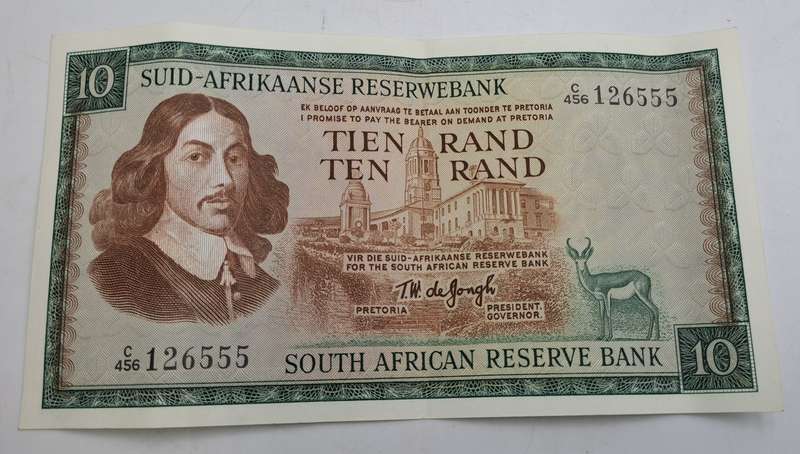 10
SUID-AFRIKAANSE RESERWEBANK
C/456 126555
EK BELOOF OP AANVRAAG TE BETAAL AAN TOONDER TE PRETORIA
I PROMISE TO PAY THE BEARER ON DEMAND AT PRETORIA
TIEN RAND
TEN RAND
VIR DIE SUID-AFRIKAANSE RESERWEBANK
FOR THE SOUTH AFRICAN RESERVE BANK
T.W. de Jongh
PRETORIA
PRESIDENT.
GOVERNOR.
C/456 126555
SOUTH AFRICAN RESERVE BANK
10